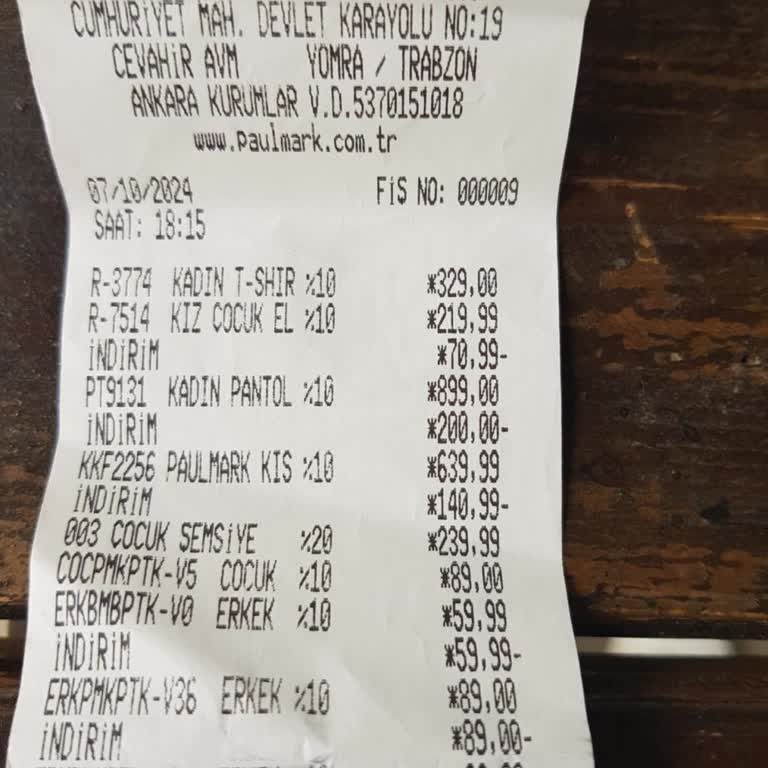 CUMHURİYET MAH. DEVLET KARAYOLU NO:19
CEVAHİR AVM YOMRA / TRABZON
ANKARA KURUMLAR V.D.5370151018
www.paulmark.com.tr
07/10/2024 FİŞ NO: 000009
SAAT: 18:15
R-3774 KADIN T-SHIR %10 *329,00
R-7514 KIZ ÇOCUK EL %10 *219,99
İNDİRİM *70,99-
PT9131 KADIN PANTOL %10 *899,00
İNDİRİM *200,00-
KKF2256 PAULMARK KIS %10 *639,99
İNDİRİM *140,99-
003 ÇOCUK ŞEMSİYE %20 *239,99
COCPMKPTK-V5 ÇOCUK %10 *89,00
ERKBMBPTK-V0 ERKEK %10 *59,99
İNDİRİM *59,99-
ERKPMKPTK-V36 ERKEK %10 *89,00
İNDİRİM *89,00-